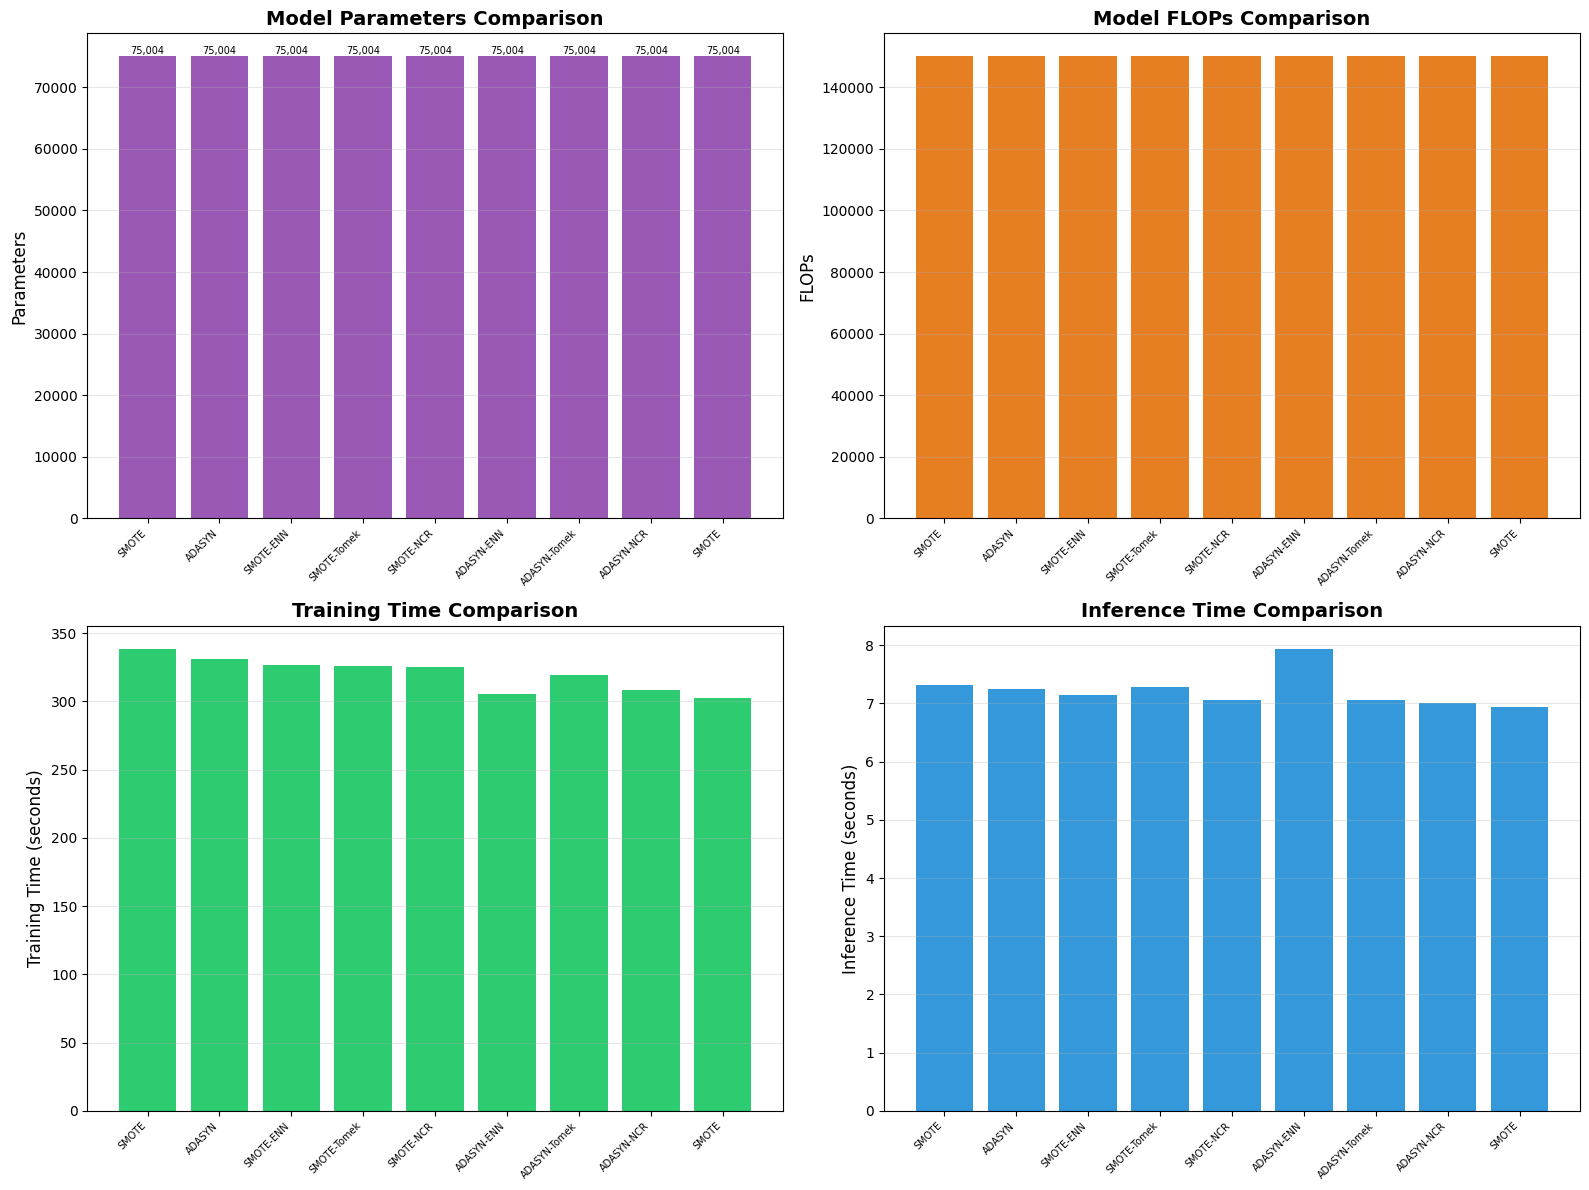 Model Parameters Comparison
Parameters
70000
60000
50000
40000
30000
20000
10000
0
75,004 75,004 75,004 75,004 75,004 75,004 75,004 75,004 75,004
SMOTE ADASYN SMOTE-ENN SMOTE-Tomek SMOTE-NCR ADASYN-ENN ADASYN-Tomek ADASYN-NCR SMOTE
Model FLOPs Comparison
FLOPs
140000
120000
100000
80000
60000
40000
20000
0
SMOTE ADASYN SMOTE-ENN SMOTE-Tomek SMOTE-NCR ADASYN-ENN ADASYN-Tomek ADASYN-NCR SMOTE
Training Time Comparison
Training Time (seconds)
350
300
250
200
150
100
50
0
SMOTE ADASYN SMOTE-ENN SMOTE-Tomek SMOTE-NCR ADASYN-ENN ADASYN-Tomek ADASYN-NCR SMOTE
Inference Time Comparison
Inference Time (seconds)
8
7
6
5
4
3
2
1
0
SMOTE ADASYN SMOTE-ENN SMOTE-Tomek SMOTE-NCR ADASYN-ENN ADASYN-Tomek ADASYN-NCR SMOTE